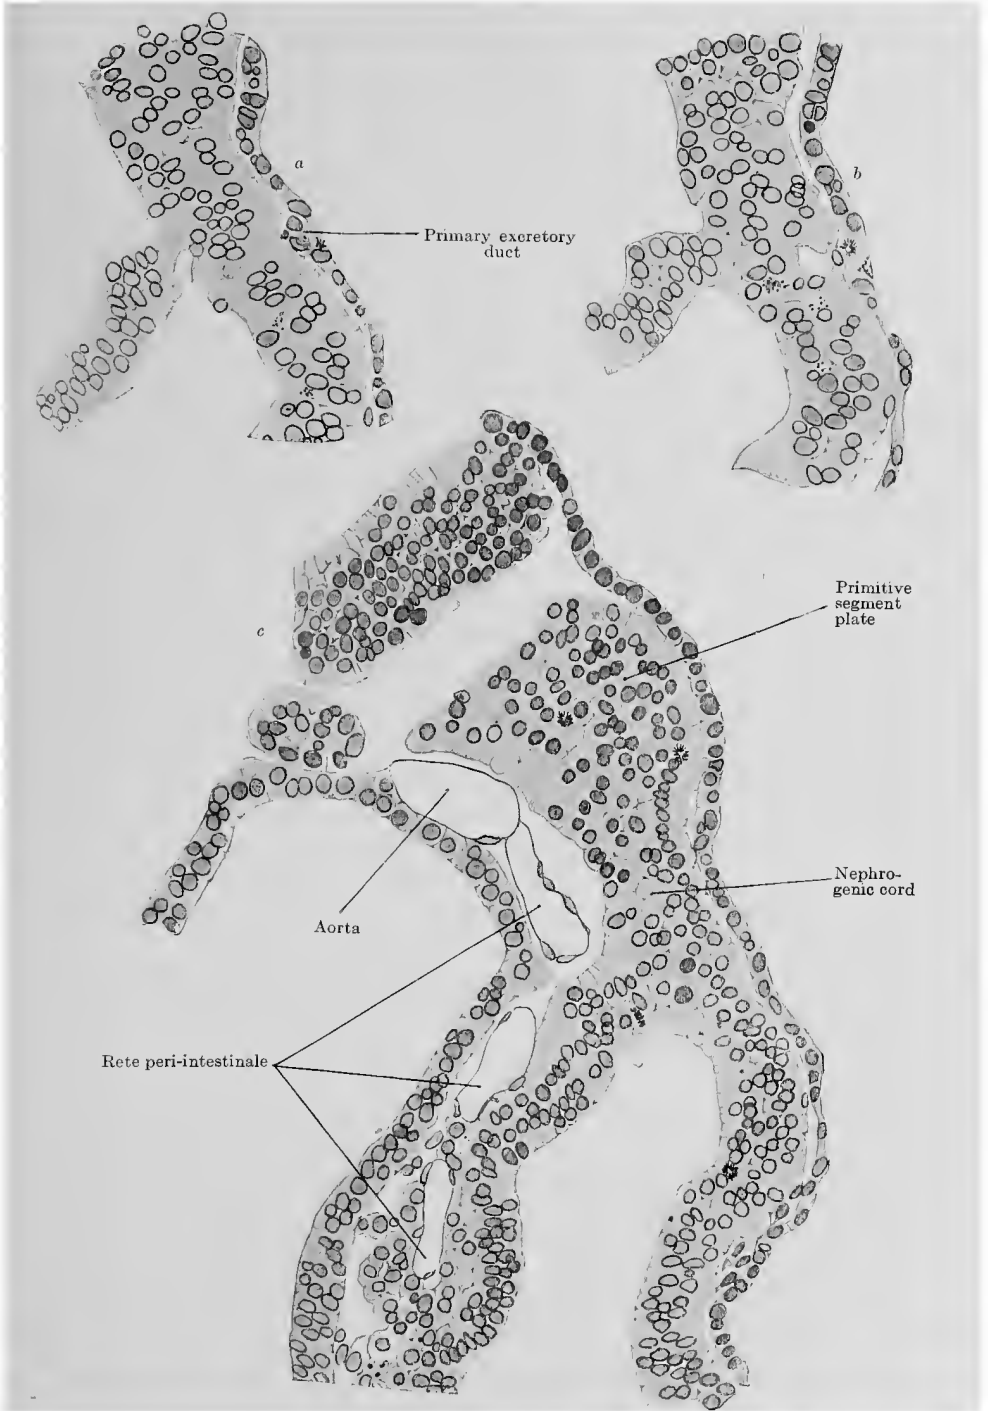 a
b
Primary excretory
duct
Primitive
segment
plate
c
Nephro-
genic cord
Aorta
Rete peri-intestinale